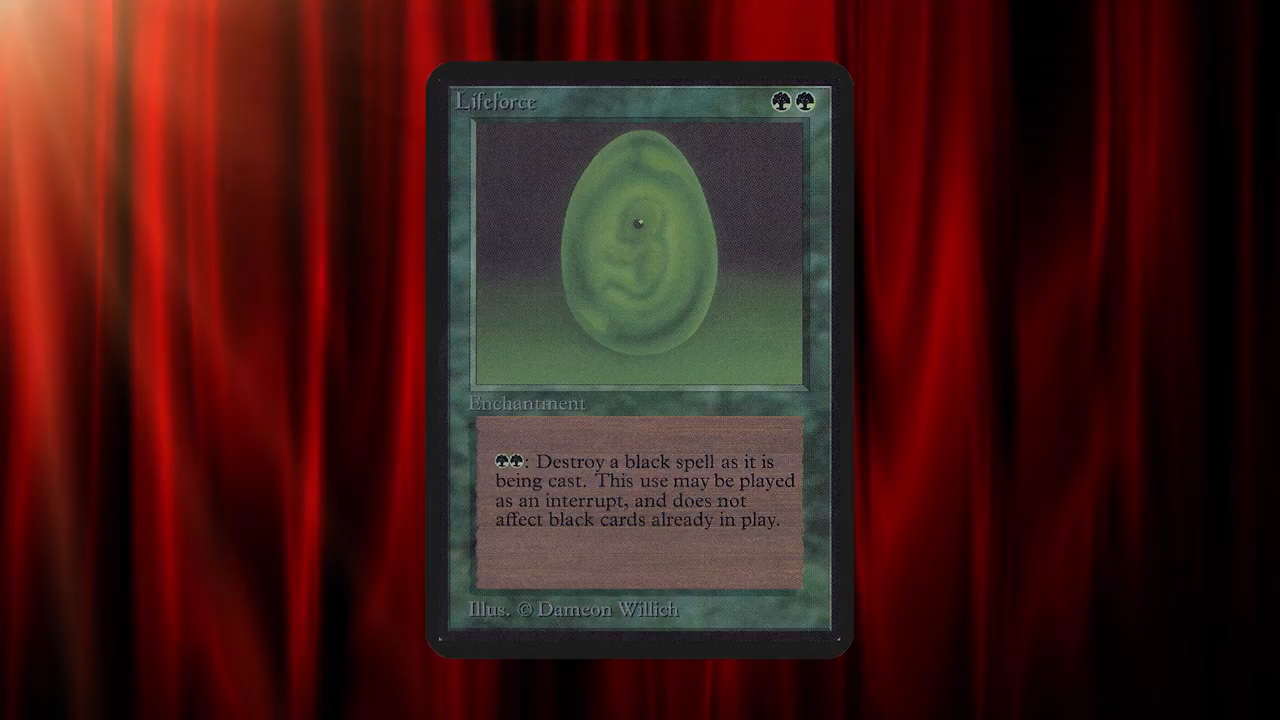 Lifeforce
Enchantment
: Destroy a black spell as it is
being cast. This use may be played
as an interrupt, and does not
affect black cards already in play.
Illus. © Dameon Willich